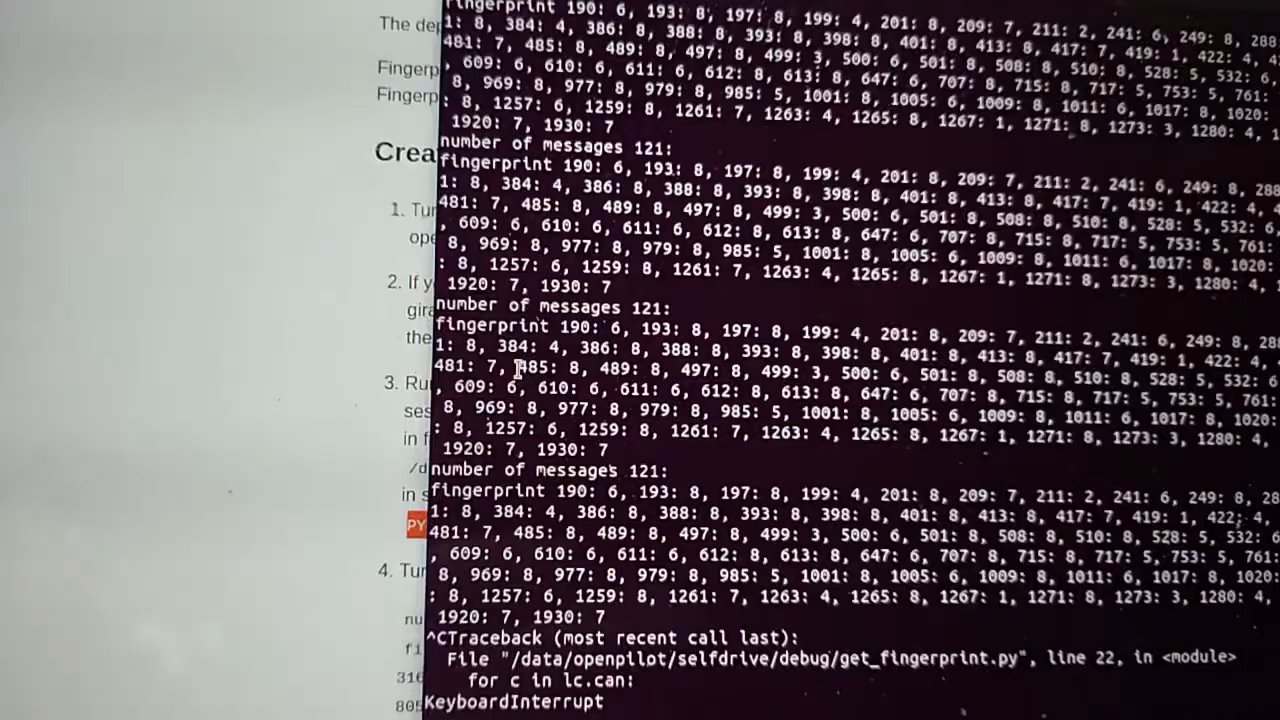 The dep
Fingerp
Fingerp
Crea
1. Tur
ope
2. If y
gira
the
3. Ru
ses
in f
/d
in s
PY
4. Tur
nu
fi
316
805
fingerprint 190: 6, 193: 8, 197: 8, 199: 4, 201: 8, 209: 7, 211: 2, 241: 6, 249: 8, 288
1: 8, 384: 4, 386: 8, 388: 8, 393: 8, 398: 8, 401: 8, 413: 8, 417: 7, 419: 1, 422: 4, 4
481: 7, 485: 8, 489: 8, 497: 8, 499: 3, 500: 6, 501: 8, 508: 8, 510: 8, 528: 5, 532: 6,
, 609: 6, 610: 6, 611: 6, 612: 8, 613: 8, 647: 6, 707: 8, 715: 8, 717: 5, 753: 5, 761:
8, 969: 8, 977: 8, 979: 8, 985: 5, 1001: 8, 1005: 6, 1009: 8, 1011: 6, 1017: 8, 1020:
: 8, 1257: 6, 1259: 8, 1261: 7, 1263: 4, 1265: 8, 1267: 1, 1271: 8, 1273: 3, 1280: 4, 1
1920: 7, 1930: 7
number of messages 121:
fingerprint 190: 6, 193: 8, 197: 8, 199: 4, 201: 8, 209: 7, 211: 2, 241: 6, 249: 8, 288
1: 8, 384: 4, 386: 8, 388: 8, 393: 8, 398: 8, 401: 8, 413: 8, 417: 7, 419: 1, 422: 4,
481: 7, 485: 8, 489: 8, 497: 8, 499: 3, 500: 6, 501: 8, 508: 8, 510: 8, 528: 5, 532: 6,
, 609: 6, 610: 6, 611: 6, 612: 8, 613: 8, 647: 6, 707: 8, 715: 8, 717: 5, 753: 5, 761:
8, 969: 8, 977: 8, 979: 8, 985: 5, 1001: 8, 1005: 6, 1009: 8, 1011: 6, 1017: 8, 1020:
: 8, 1257: 6, 1259: 8, 1261: 7, 1263: 4, 1265: 8, 1267: 1, 1271: 8, 1273: 3, 1280: 4,
1920: 7, 1930: 7
number of messages 121:
fingerprint 190: 6, 193: 8, 197: 8, 199: 4, 201: 8, 209: 7, 211: 2, 241: 6, 249: 8, 28
1: 8, 384: 4, 386: 8, 388: 8, 393: 8, 398: 8, 401: 8, 413: 8, 417: 7, 419: 1, 422: 4,
481: 7, 485: 8, 489: 8, 497: 8, 499: 3, 500: 6, 501: 8, 508: 8, 510: 8, 528: 5, 532: 6
, 609: 6, 610: 6, 611: 6, 612: 8, 613: 8, 647: 6, 707: 8, 715: 8, 717: 5, 753: 5, 761:
8, 969: 8, 977: 8, 979: 8, 985: 5, 1001: 8, 1005: 6, 1009: 8, 1011: 6, 1017: 8, 1020:
: 8, 1257: 6, 1259: 8, 1261: 7, 1263: 4, 1265: 8, 1267: 1, 1271: 8, 1273: 3, 1280: 4,
1920: 7, 1930: 7
number of messages 121:
fingerprint 190: 6, 193: 8, 197: 8, 199: 4, 201: 8, 209: 7, 211: 2, 241: 6, 249: 8, 28
1: 8, 384: 4, 386: 8, 388: 8, 393: 8, 398: 8, 401: 8, 413: 8, 417: 7, 419: 1, 422: 4,
481: 7, 485: 8, 489: 8, 497: 8, 499: 3, 500: 6, 501: 8, 508: 8, 510: 8, 528: 5, 532: 6
, 609: 6, 610: 6, 611: 6, 612: 8, 613: 8, 647: 6, 707: 8, 715: 8, 717: 5, 753: 5, 761:
8, 969: 8, 977: 8, 979: 8, 985: 5, 1001: 8, 1005: 6, 1009: 8, 1011: 6, 1017: 8, 1020:
: 8, 1257: 6, 1259: 8, 1261: 7, 1263: 4, 1265: 8, 1267: 1, 1271: 8, 1273: 3, 1280: 4,
1920: 7, 1930: 7
^CTraceback (most recent call last):
File "/data/openpilot/selfdrive/debug/get_fingerprint.py", line 22, in <module>
for c in lc.can:
KeyboardInterrupt